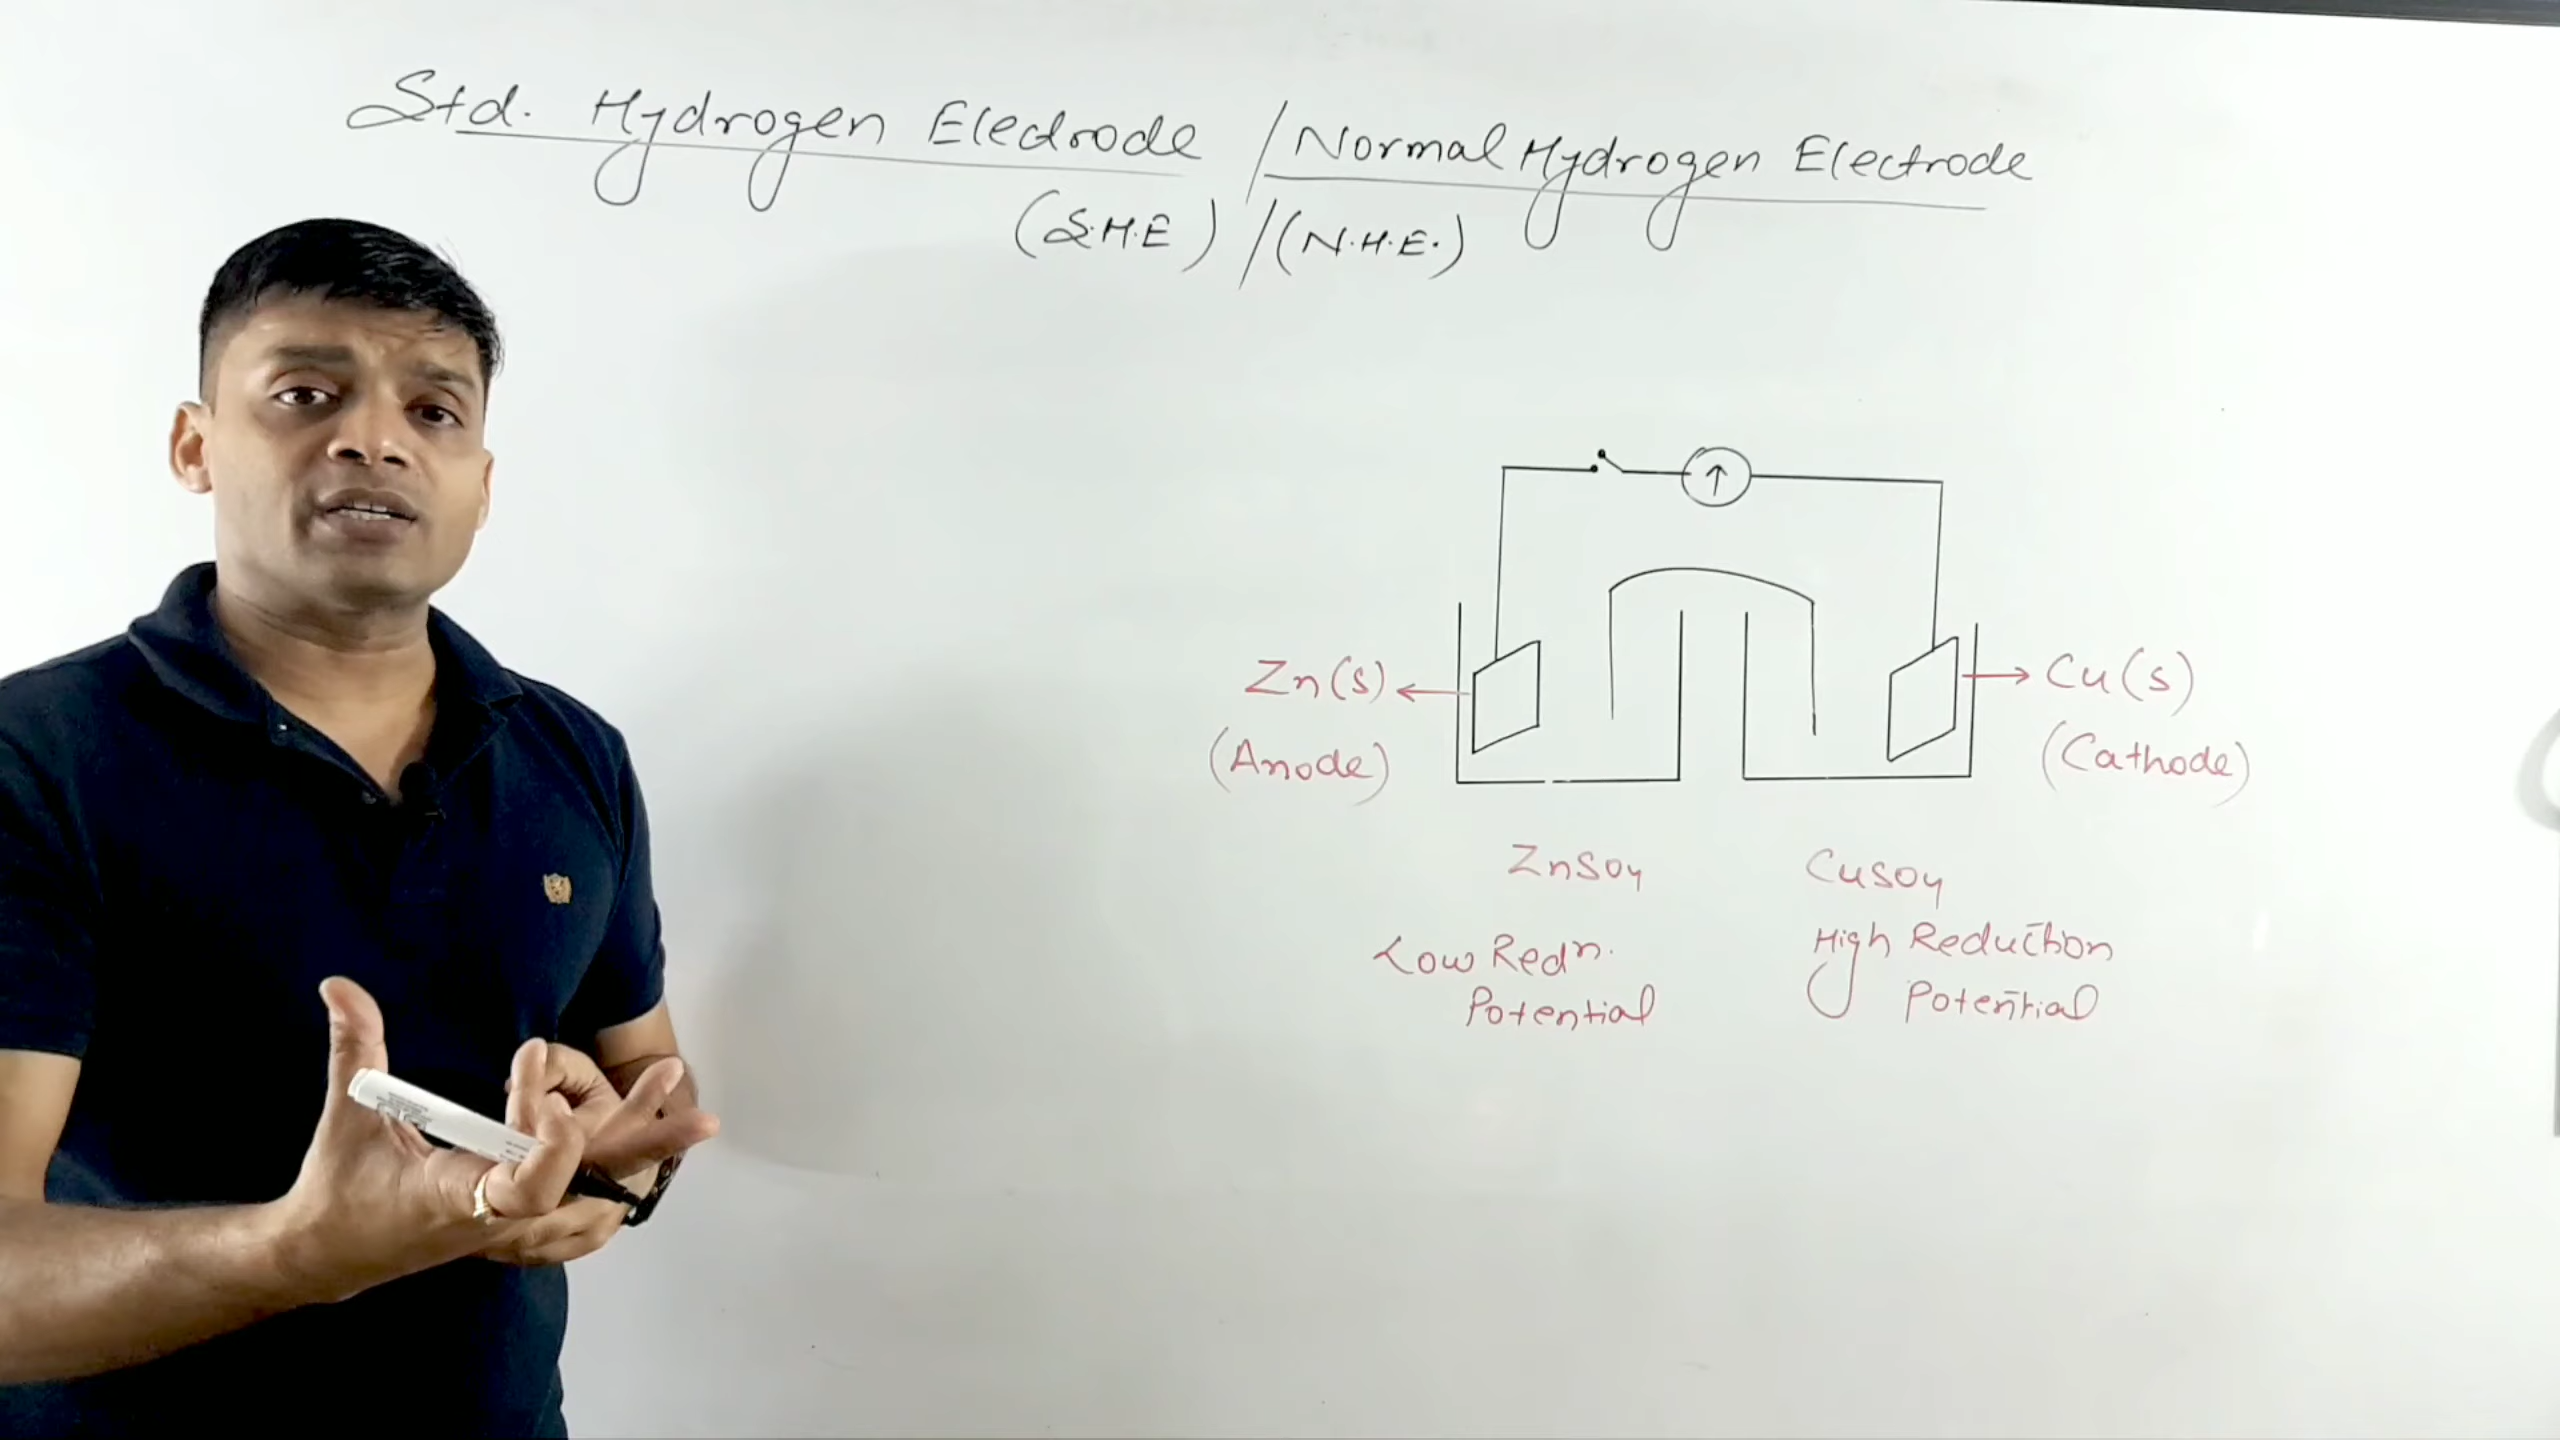 Std. Hydrogen Electrode / Normal Hydrogen Electrode
(S.H.E) / (N.H.E.)
Zn(s)
(Anode)
Cu(s)
(Cathode)
ZnSO4
CuSO4
Low Redn.
Potential
High Reduction
Potential